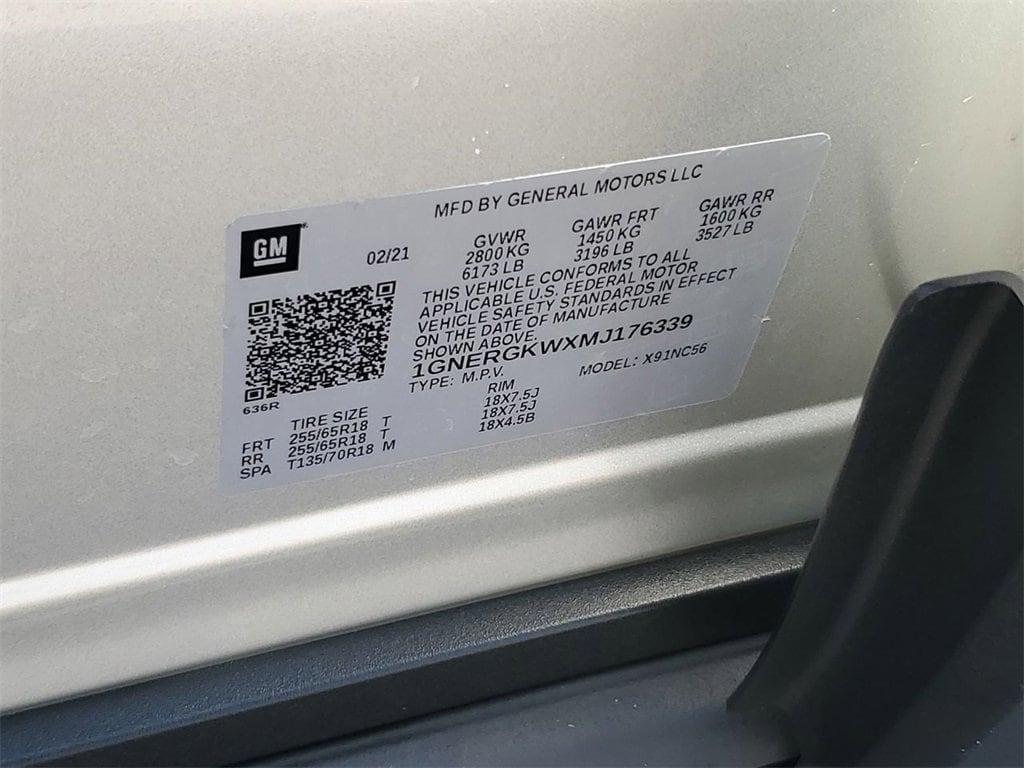 MFD BY GENERAL MOTORS LLC
GM
02/21
GVWR GAWR FRT GAWR RR
2800 KG 1450 KG 1600 KG
6173 LB 3196 LB 3527 LB
THIS VEHICLE CONFORMS TO ALL
APPLICABLE U.S. FEDERAL MOTOR
VEHICLE SAFETY STANDARDS IN EFFECT
ON THE DATE OF MANUFACTURE
SHOWN ABOVE.
1GNERGKWXMJ176339
TYPE: M.P.V. MODEL: X91NC56
636R
TIRE SIZE RIM
FRT 255/65R18 T 18X7.5J
RR 255/65R18 T 18X7.5J
SPA T135/70R18 M 18X4.5B